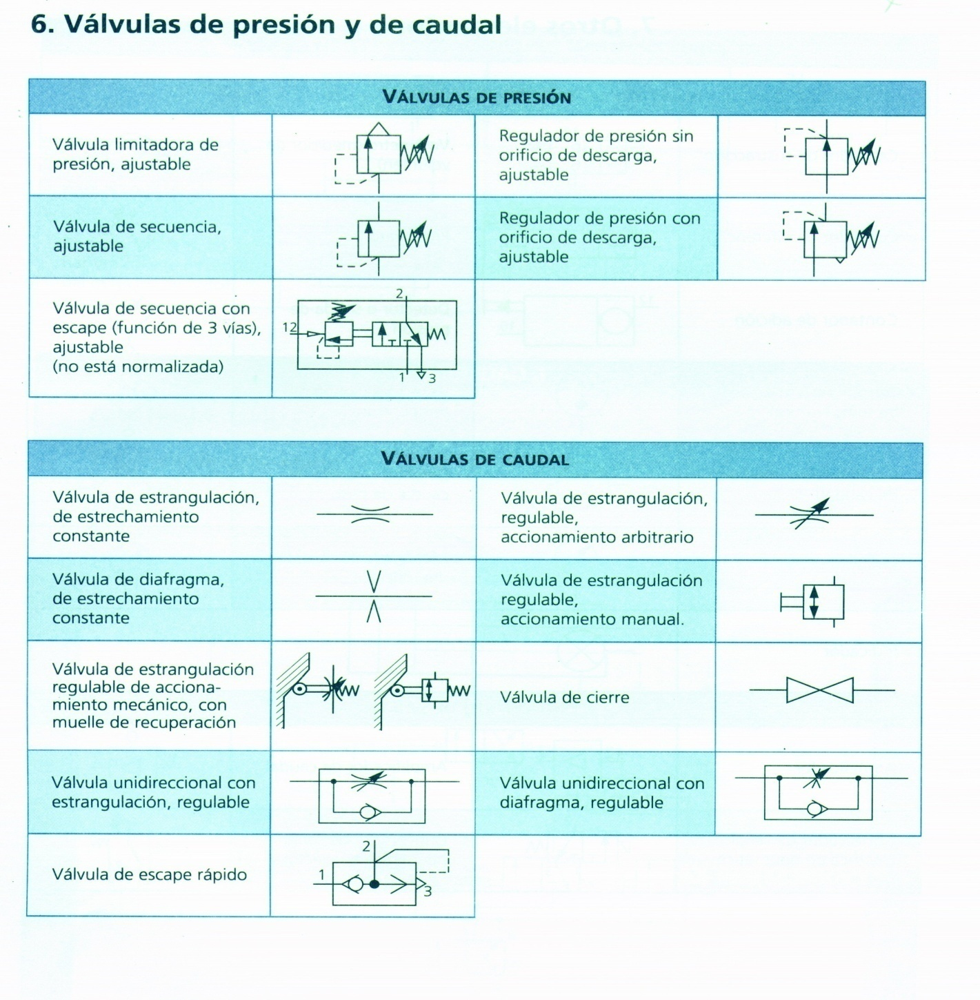 6. Válvulas de presión y de caudal
VÁLVULAS DE PRESIÓN
Válvula limitadora de
presión, ajustable
Regulador de presión sin
orificio de descarga,
ajustable
Válvula de secuencia,
ajustable
Regulador de presión con
orificio de descarga,
ajustable
Válvula de secuencia con
escape (función de 3 vías),
ajustable
(no está normalizada)
2
12
1
3
VÁLVULAS DE CAUDAL
Válvula de estrangulación,
de estrechamiento
constante
Válvula de estrangulación,
regulable,
accionamiento arbitrario
Válvula de diafragma,
de estrechamiento
constante
Válvula de estrangulación
regulable,
accionamiento manual.
Válvula de estrangulación
regulable de acciona-
miento mecánico, con
muelle de recuperación
Válvula de cierre
Válvula unidireccional con
estrangulación, regulable
Válvula unidireccional con
diafragma, regulable
Válvula de escape rápido
2
1
3